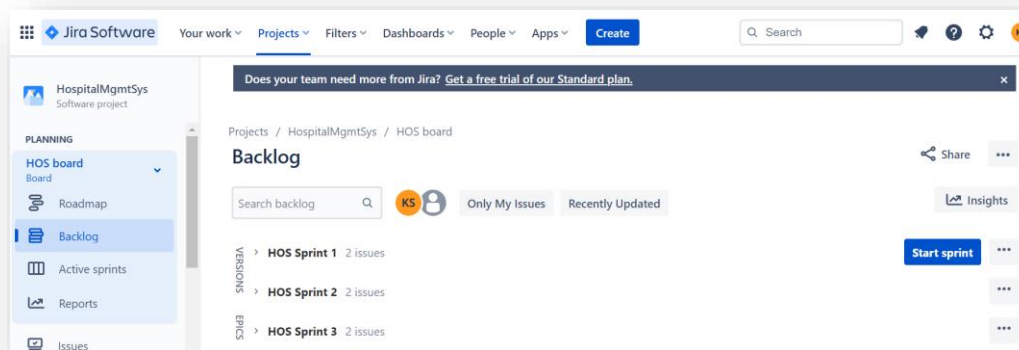 Jira Software
Your work Projects Filters Dashboards People Apps Create Search
Does your team need more from Jira? Get a free trial of our Standard plan.
HospitalMgmtSys
Software project
PLANNING
HOS board
Board
Roadmap
Backlog
Active sprints
Reports
Issues
Projects / HospitalMgmtSys / HOS board
Backlog
Share
Search backlog KS Only My Issues Recently Updated Insights
VERSIONS
EPICS
HOS Sprint 1 2 issues Start sprint
HOS Sprint 2 2 issues
HOS Sprint 3 2 issues